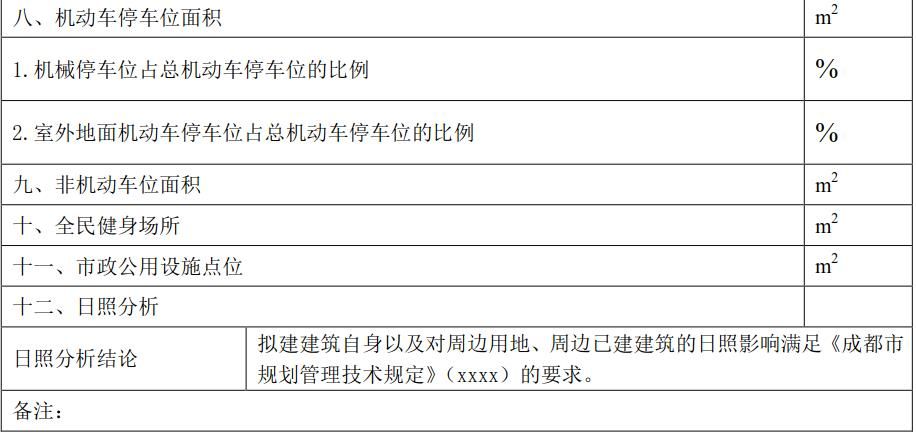 八、机动车停车位面积 m²
1.机械停车位占总机动车停车位的比例 %
2.室外地面机动车停车位占总机动车停车位的比例 %
九、非机动车位面积 m²
十、全民健身场所 m²
十一、市政公用设施点位 m²
十二、日照分析
日照分析结论
拟建建筑自身以及对周边用地、周边已建建筑的日照影响满足《成都市
规划管理技术规定》（xxxx）的要求。
备注：